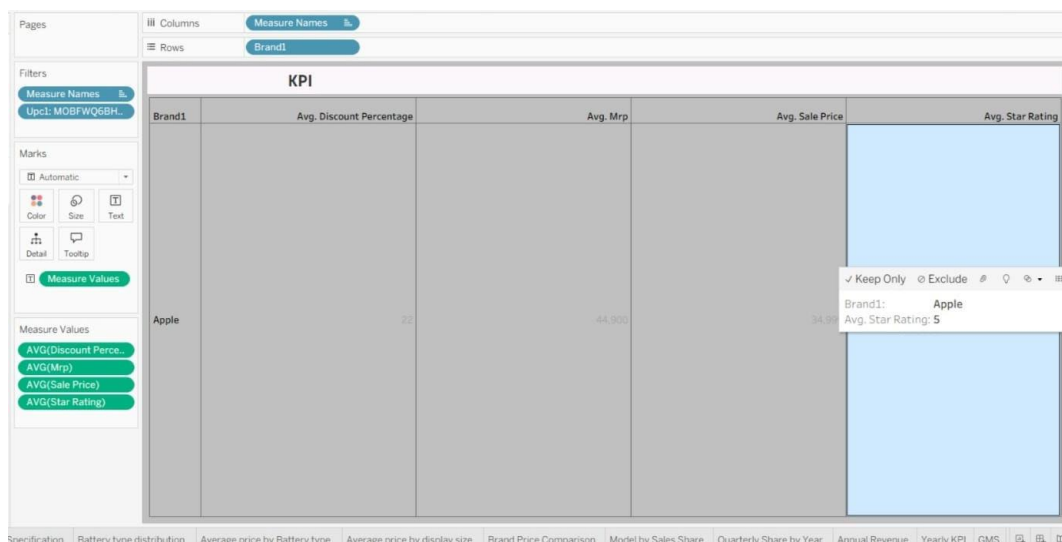 Pages
Columns
Measure Names
Rows
Brand1
Filters
Measure Names
Upc1: MOBFWQ6BH..
KPI
Brand1
Avg. Discount Percentage
Avg. Mrp
Avg. Sale Price
Avg. Star Rating
Marks
Automatic
Color
Size
Text
Detail
Tooltip
Measure Values
Measure Values
AVG(Discount Perce..
AVG(Mrp)
AVG(Sale Price)
AVG(Star Rating)
Apple
22
44,900
34,99
Keep Only
Exclude
Brand1: Apple
Avg. Star Rating: 5
Specification
Battery type distribution
Average price by Battery type
Average price by display size
Brand Price Comparison
Model by Sales Share
Quarterly Share by Year
Annual Revenue
Yearly KPI
GMS